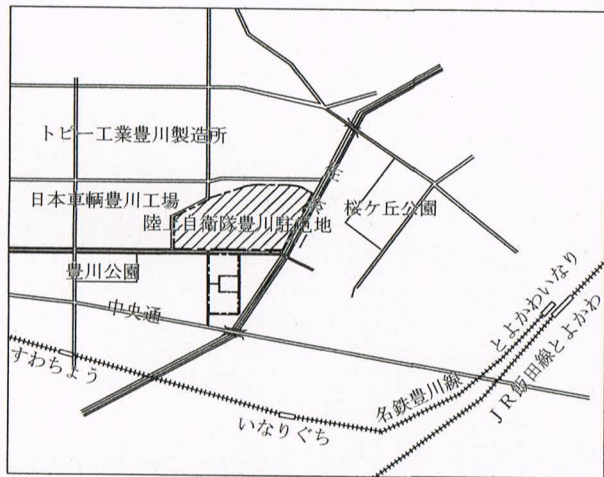 トピー工業豊川製造所
日本車輌豊川工場
陸上自衛隊豊川駐屯地
桜ケ丘公園
豊川公園
中央通
すわちょう
いなりぐち
名鉄豊川線
とよかわいなり
JR飯田線とよかわ